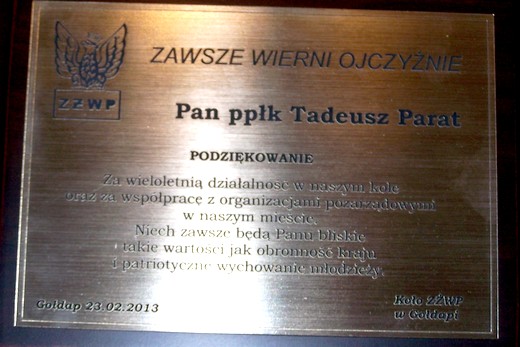 ZAWSZE WIERNI OJCZYŹNIE
ZŻWP
Pan ppłk Tadeusz Parat
PODZIĘKOWANIE
Za wieloletnią działalność w naszym kole
oraz za współpracę z organizacjami pozarządowymi
w naszym mieście.
Niech zawsze będą Panu bliskie
takie wartości jak obronność Kraju
i patriotyczne wychowanie młodzieży.
Gołdap 23.02.2013
Koło ZŻWP
w Gołdapi